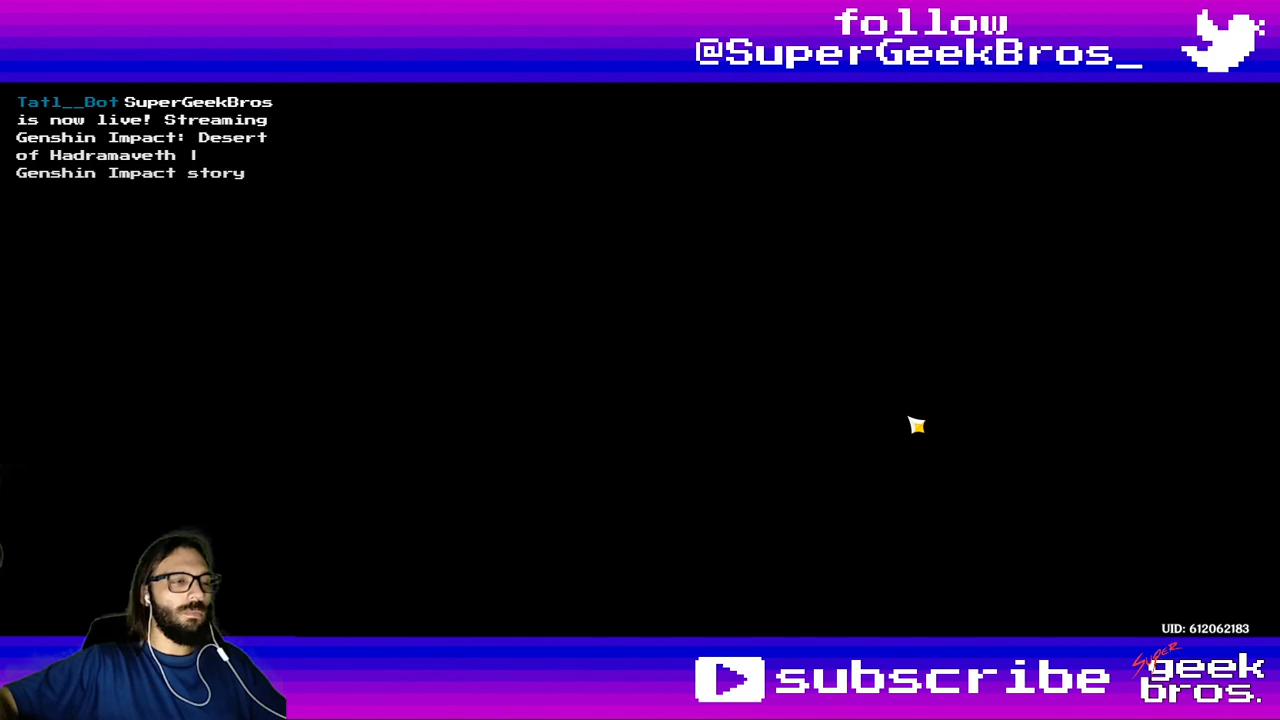 follow
@SuperGeekBros_
Tatl__Bot SuperGeekBros
is now live! Streaming
Genshin Impact: Desert
of Hadramaveth |
Genshin Impact story
UID: 612062183
subscribe
SUPER
geek
bros.